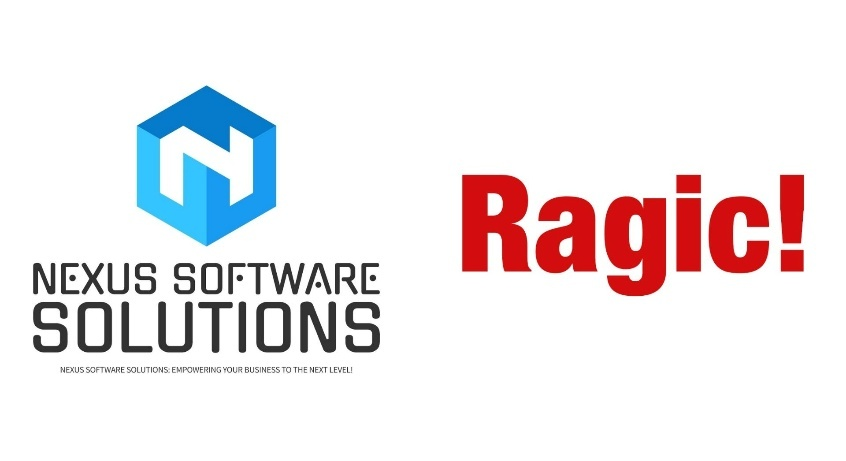 N
NEXUS SOFTWARE
SOLUTIONS
NEXUS SOFTWARE SOLUTIONS: EMPOWERING YOUR BUSINESS TO THE NEXT LEVEL!
Ragic!